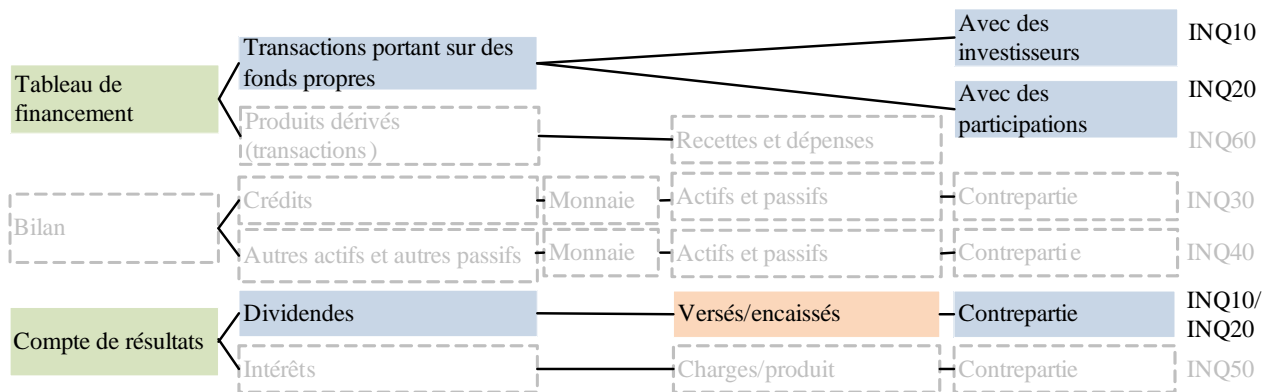 Tableau de
financement
Transactions portant sur des
fonds propres
Avec des
investisseurs
INQ10
Avec des
participations
INQ20
Produits dérivés
(transactions)
Recettes et dépenses
INQ60
Bilan
Crédits
Monnaie
Actifs et passifs
Contrepartie
INQ30
Autres actifs et autres passifs
Monnaie
Actifs et passifs
Contrepartie
INQ40
Compte de résultats
Dividendes
Versés/encaissés
Contrepartie
INQ10/
INQ20
Intérêts
Charges/produit
Contrepartie
INQ50